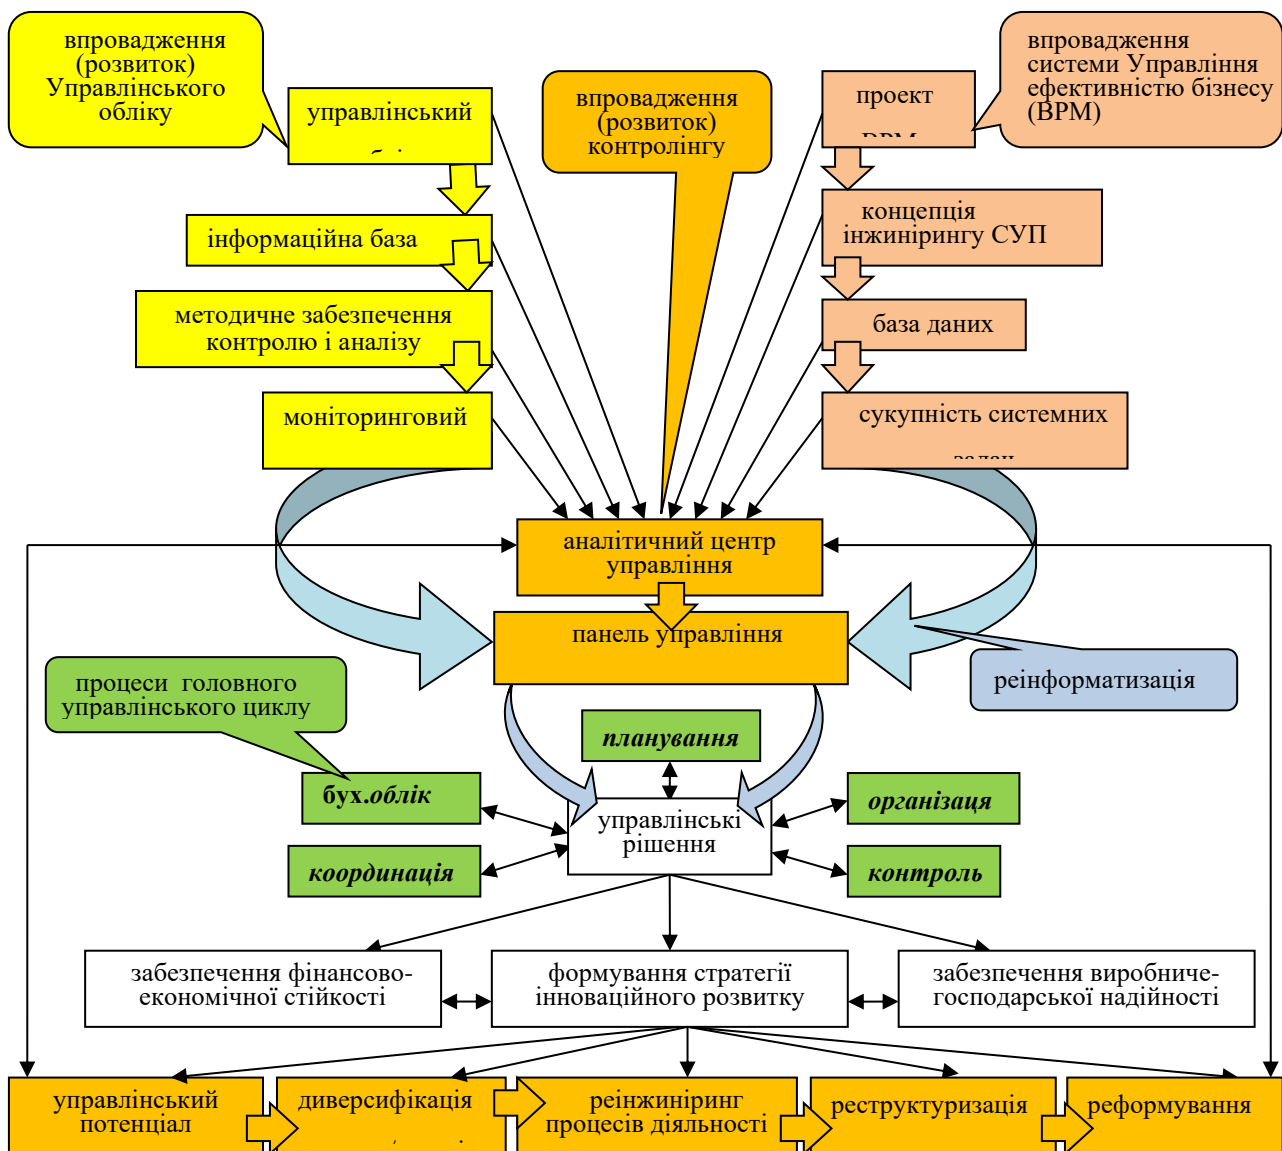 впровадження
(розвиток)
Управлінського
обліку
управлінський
впровадження
(розвиток)
контролінгу
проект
впровадження
системи Управління
ефективністю бізнесу
(ВРМ)
інформаційна база
концепція
інжинірингу СУП
методичне забезпечення
контролю і аналізу
база даних
моніторинговий
сукупність системних
аналітичний центр
управління
панель управління
реінформатизація
процеси головного
управлінського циклу
планування
бух.облік
організаця
управлінські
рішення
координація
контроль
забезпечення фінансово-
економічної стійкості
формування стратегії
інноваційного розвитку
забезпечення виробниче-
господарської надійності
управлінський
потенціал
диверсифікація
реінжиніринг
процесів діяльності
реструктуризація
реформування